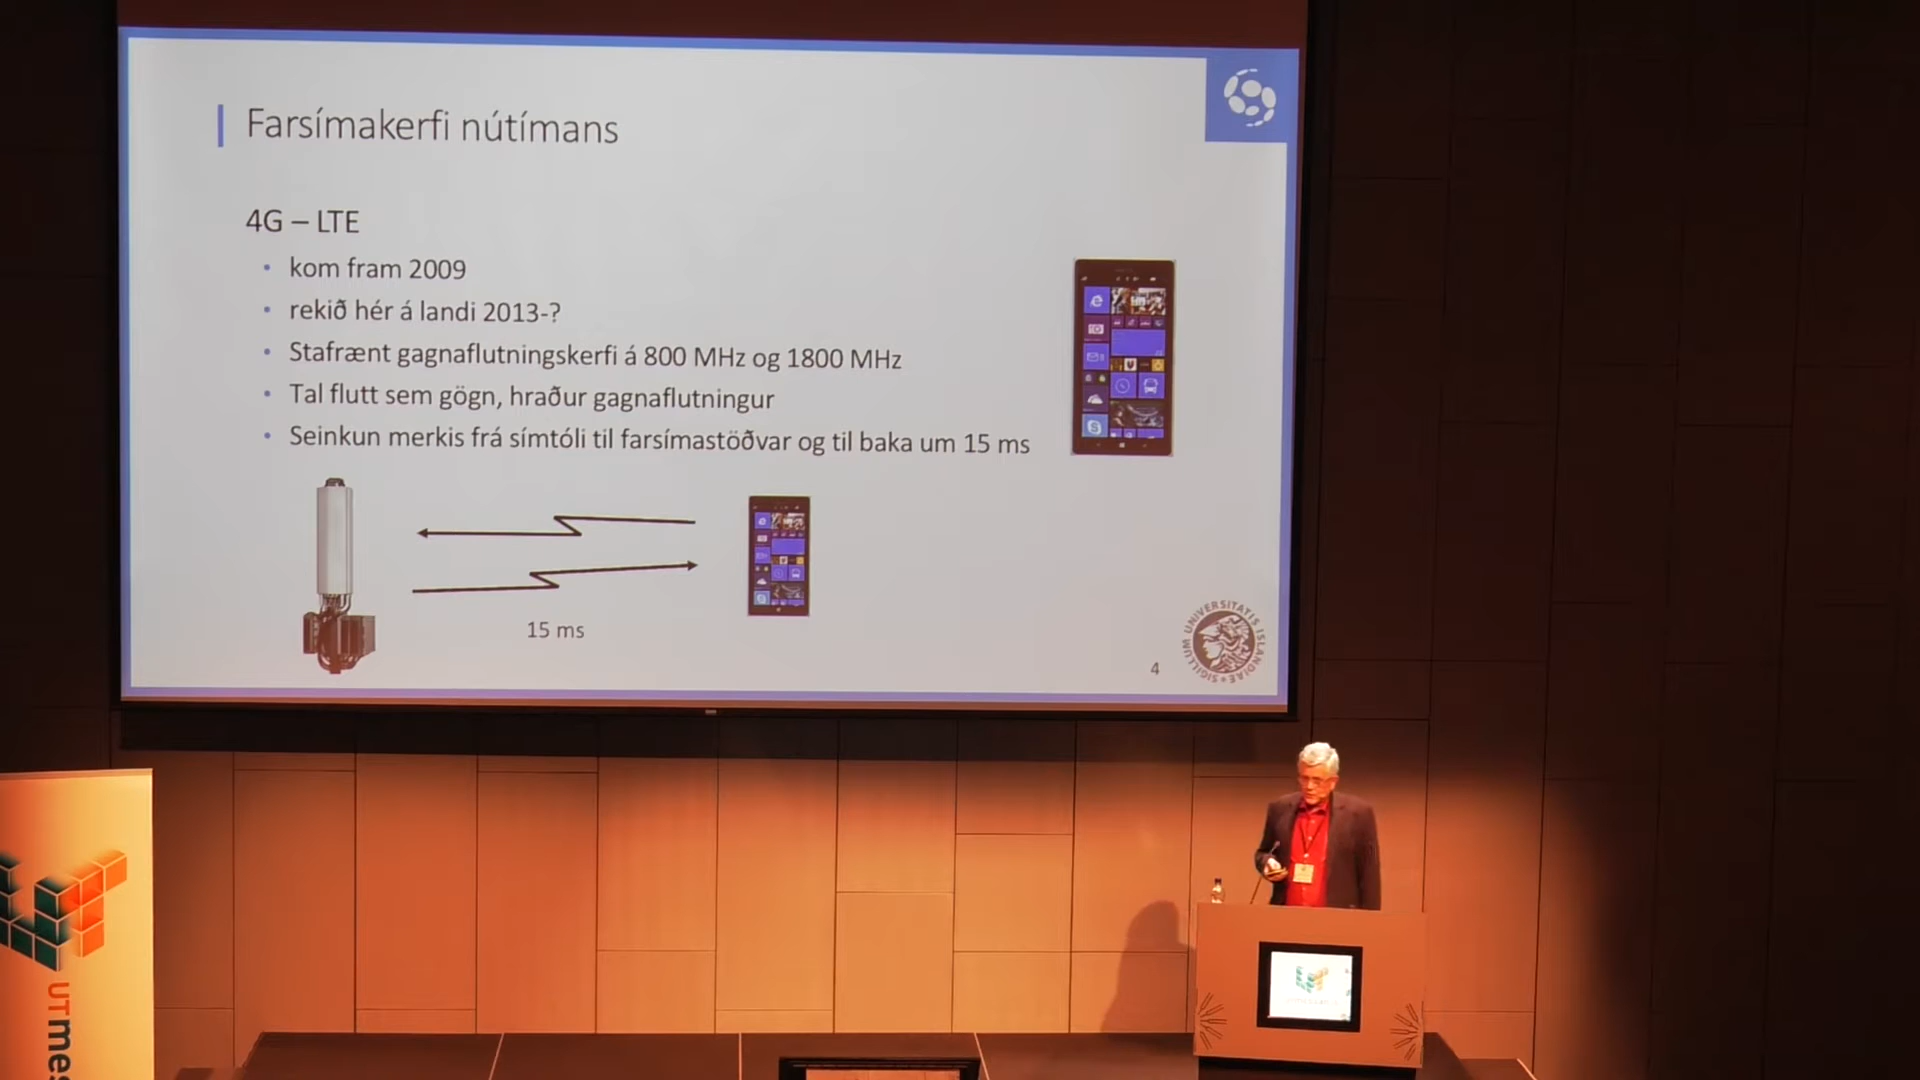 Farsímakerfi nútímans
4G – LTE
• kom fram 2009
• rekið hér á landi 2013-?
• Stafrænt gagnaflutningskerfi á 800 MHz og 1800 MHz
• Tal flutt sem gögn, hraður gagnaflutningur
• Seinkun merkis frá símtóli til farsímastöðvar og til baka um 15 ms
15 ms
4
SIGILLUM UNIVERSITATIS ISLANDIAE
UTmes